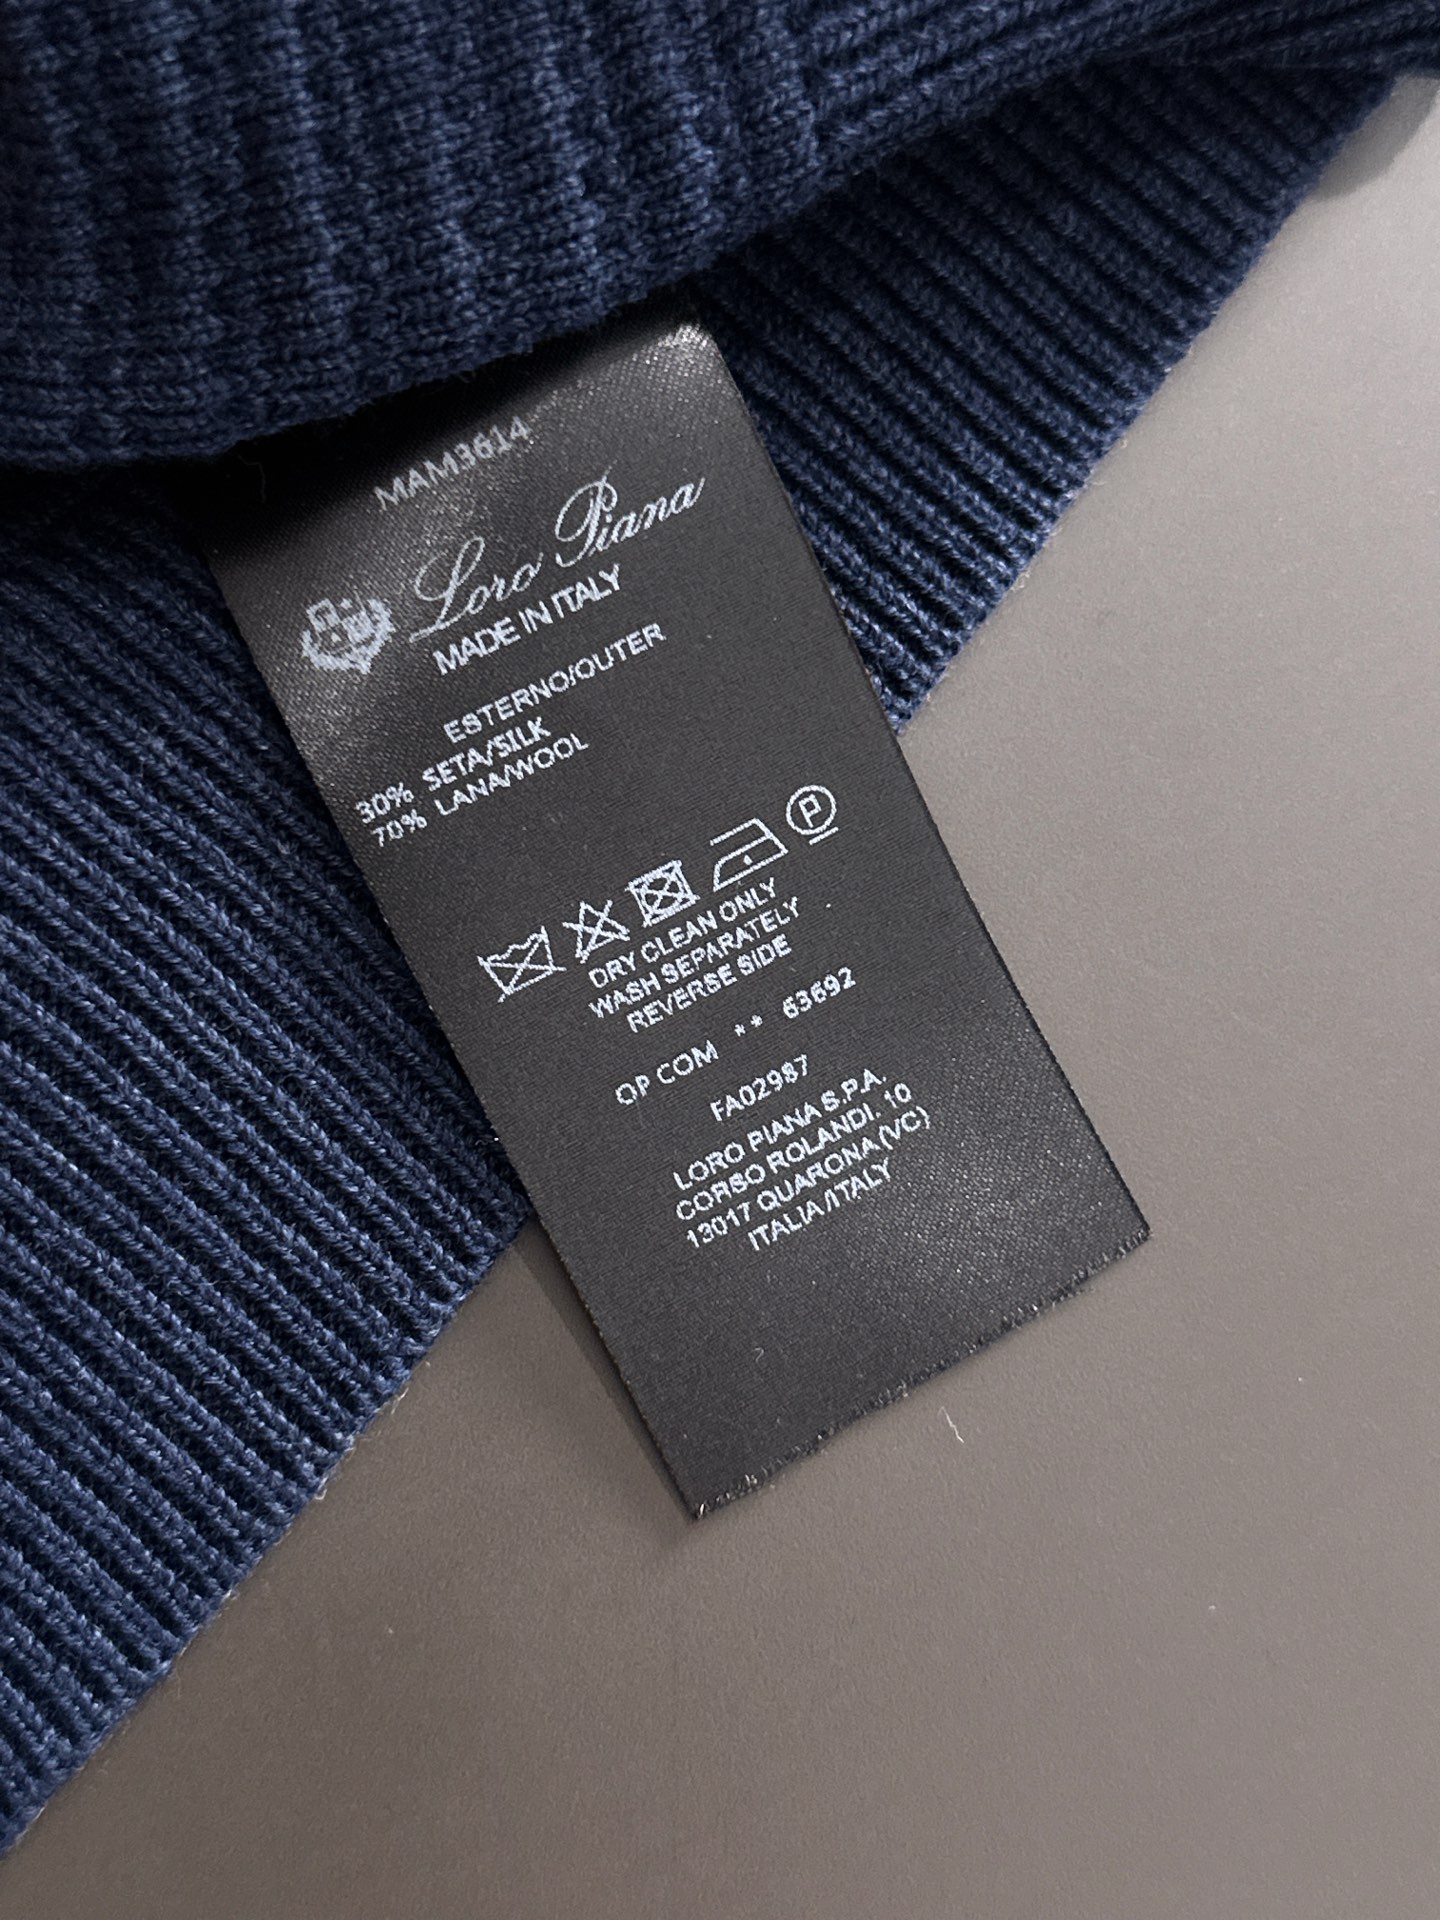 MAM3614
Loro Piana
MADE IN ITALY
ESTERNO/OUTER
30% SETA/SILK
70% LANA/WOOL
DRY CLEAN ONLY
WASH SEPARATELY
REVERSE SIDE
OP COM ** 63692
FA02987
LORO PIANA S.P.A.
CORSO ROLANDI. 10
13017 QUARONA (VC)
ITALIA/ITALY